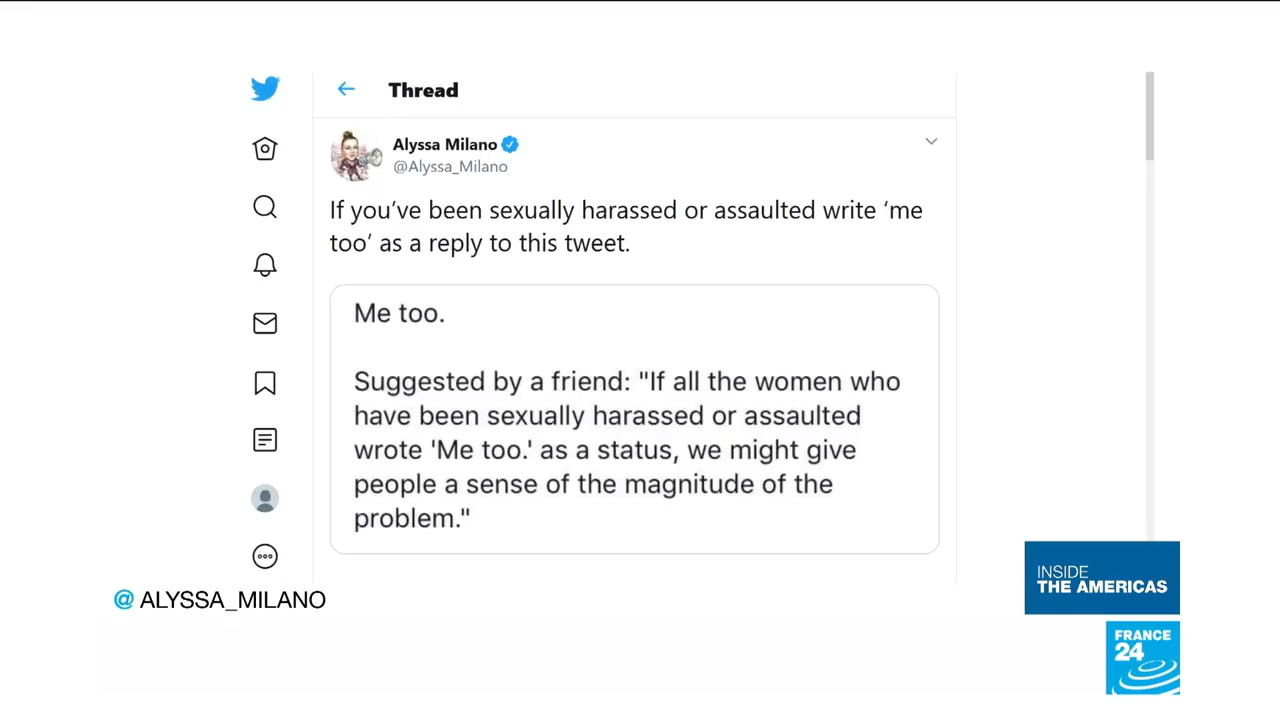 Thread
Alyssa Milano
@Alyssa_Milano
If you’ve been sexually harassed or assaulted write ‘me
too’ as a reply to this tweet.
Me too.
Suggested by a friend: "If all the women who
have been sexually harassed or assaulted
wrote 'Me too.' as a status, we might give
people a sense of the magnitude of the
problem."
@ ALYSSA_MILANO
INSIDE
THE AMERICAS
FRANCE
24